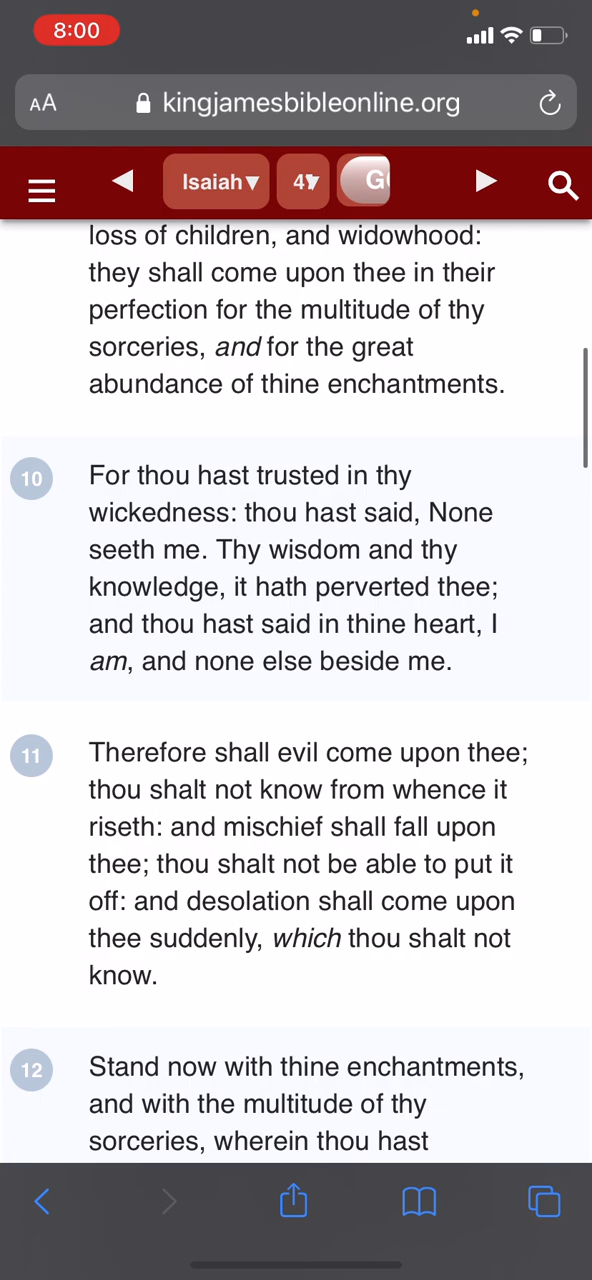 8:00
AA kingjamesbibleonline.org
Isaiah 4 G
loss of children, and widowhood:
they shall come upon thee in their
perfection for the multitude of thy
sorceries, and for the great
abundance of thine enchantments.
10 For thou hast trusted in thy
wickedness: thou hast said, None
seeth me. Thy wisdom and thy
knowledge, it hath perverted thee;
and thou hast said in thine heart, I
am, and none else beside me.
11 Therefore shall evil come upon thee;
thou shalt not know from whence it
riseth: and mischief shall fall upon
thee; thou shalt not be able to put it
off: and desolation shall come upon
thee suddenly, which thou shalt not
know.
12 Stand now with thine enchantments,
and with the multitude of thy
sorceries, wherein thou hast